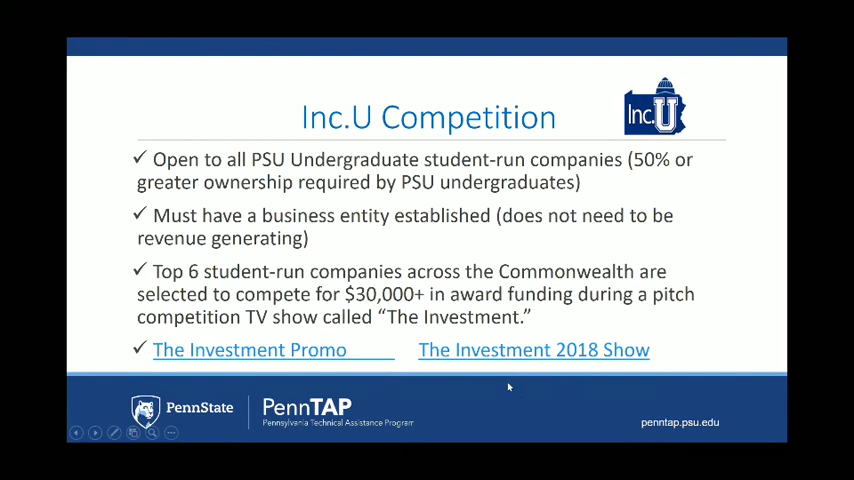 Inc.U Competition
Inc.U
✓ Open to all PSU Undergraduate student-run companies (50% or
greater ownership required by PSU undergraduates)
✓ Must have a business entity established (does not need to be
revenue generating)
✓ Top 6 student-run companies across the Commonwealth are
selected to compete for $30,000+ in award funding during a pitch
competition TV show called “The Investment.”
✓ The Investment Promo The Investment 2018 Show
PennState PennTAP
Pennsylvania Technical Assistance Program
penntap.psu.edu